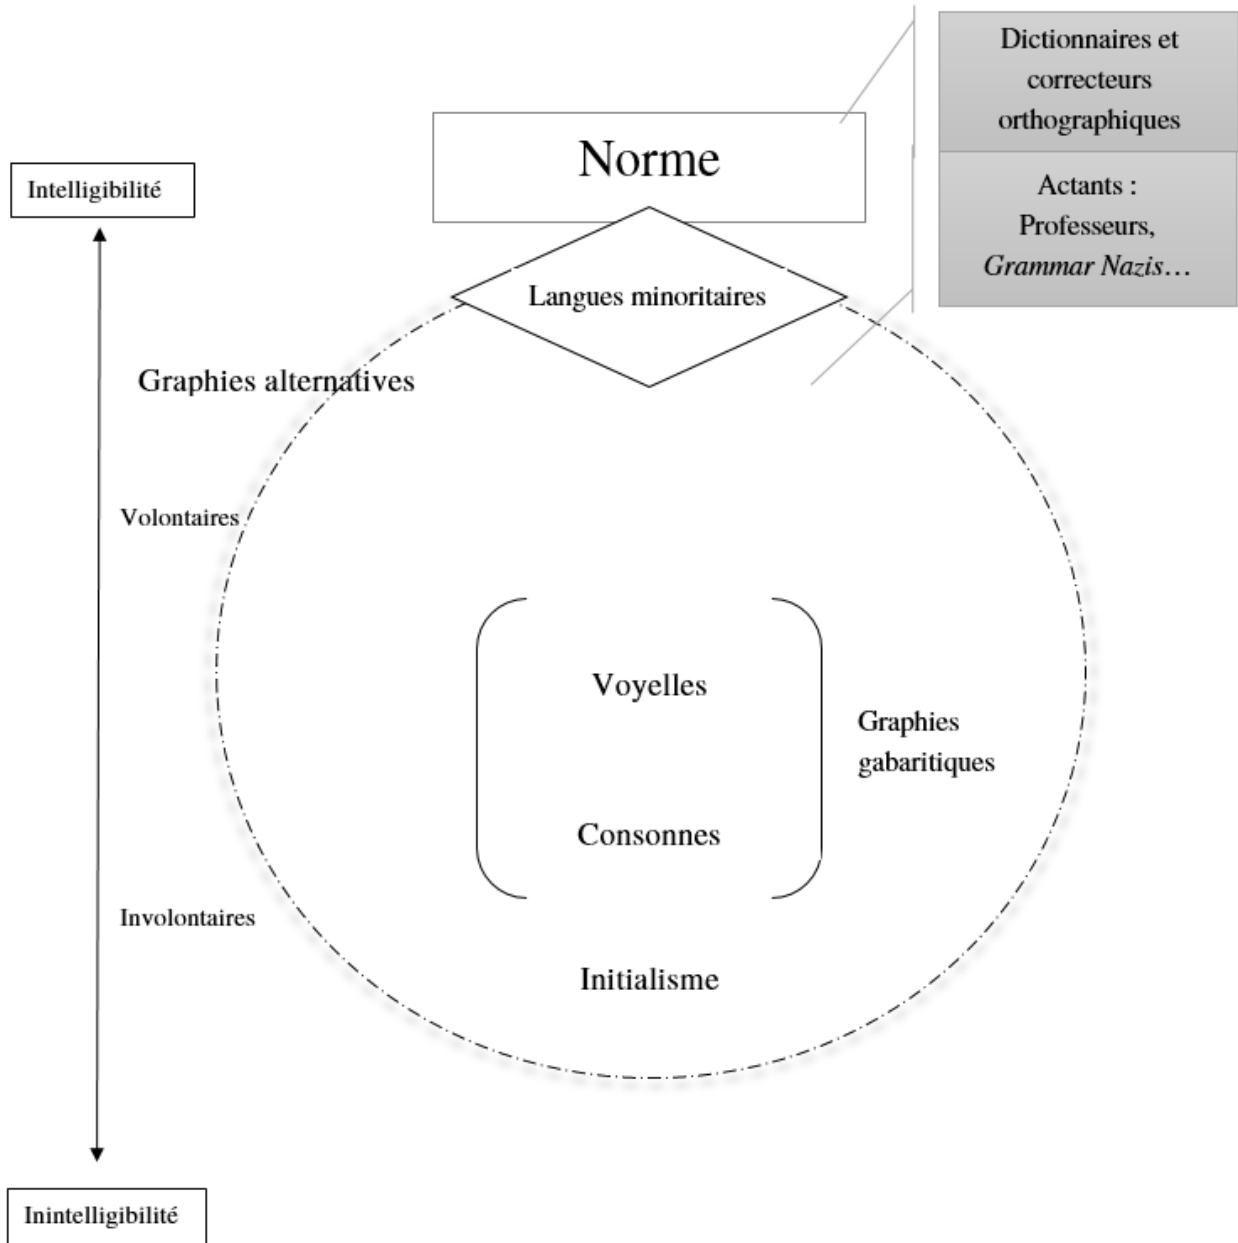 Dictionnaires et
correcteurs
orthographiques
Norme
Intelligibilité
Actants :
Professeurs,
Grammar Nazis…
Langues minoritaires
Graphies alternatives
Volontaires
Voyelles
Graphies
gabaritiques
Consonnes
Involontaires
Initialisme
Inintelligibilité